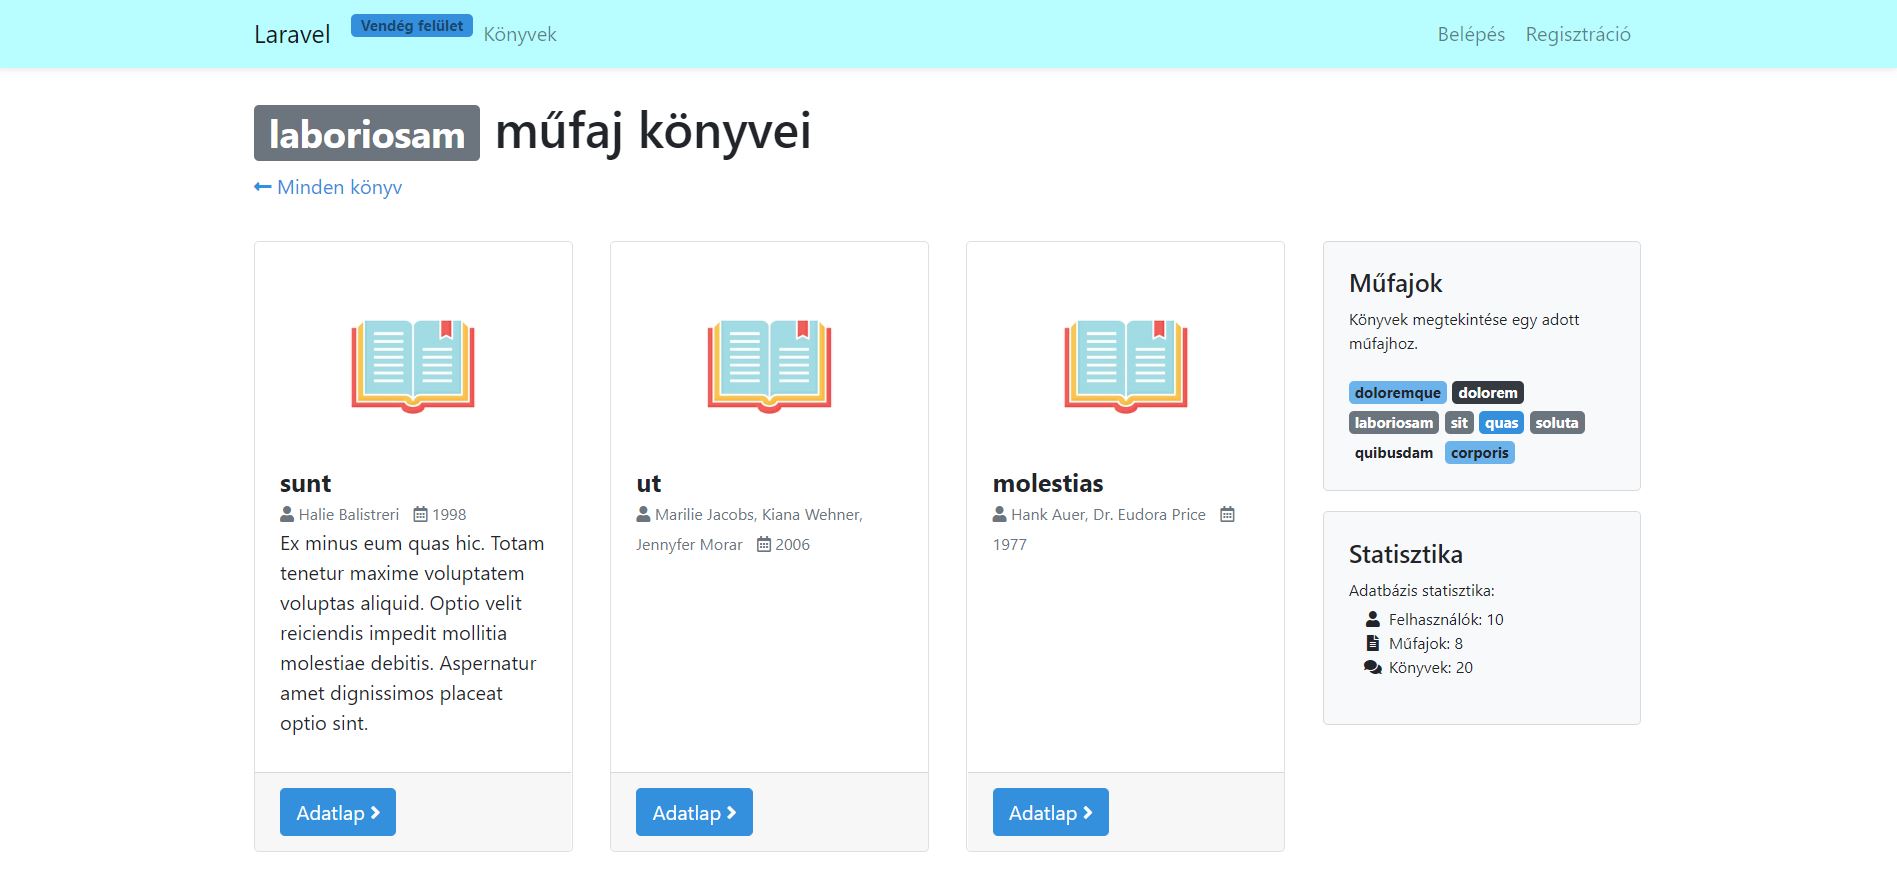 Laravel Vendég felület Könyvek Belépés Regisztráció
laboriosam műfaj könyvei
Minden könyv
sunt
Halie Balistreri 1998
Ex minus eum quas hic. Totam
tenetur maxime voluptatem
voluptas aliquid. Optio velit
reiciendis impedit mollitia
molestiae debitis. Aspernatur
amet dignissimos placeat
optio sint.
Adatlap
ut
Marilie Jacobs, Kiana Wehner,
Jennyfer Morar 2006
Adatlap
molestias
Hank Auer, Dr. Eudora Price
1977
Adatlap
Műfajok
Könyvek megtekintése egy adott
műfajhoz.
doloremque dolorem
laboriosam sit quas soluta
quibusdam corporis
Statisztika
Adatbázis statisztika:
Felhasználók: 10
Műfajok: 8
Könyvek: 20